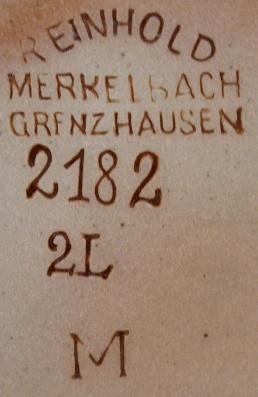 REINHOLD
MERKELBACH
GRENZHAUSEN
2182
2L
M